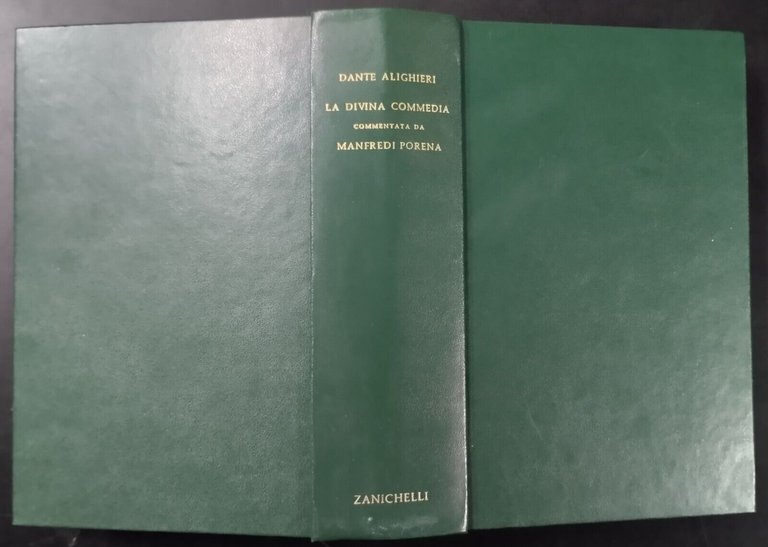 DANTE ALIGHIERI
LA DIVINA COMMEDIA
COMMENTATA DA
MANFREDI PORENA
ZANICHELLI